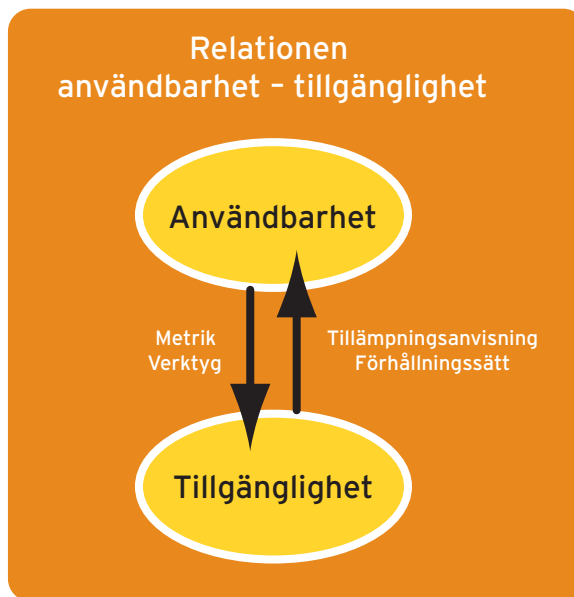 Relationen
användbarhet – tillgänglighet
Användbarhet
Metrik
Verktyg
Tillämpningsanvisning
Förhållningssätt
Tillgänglighet